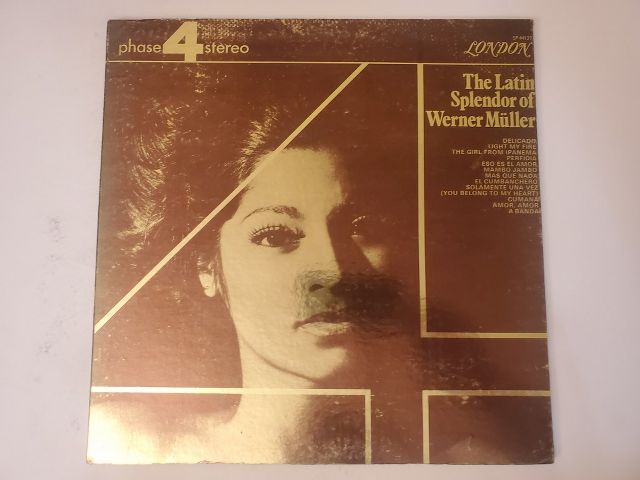 phase 4 stereo
SP 44127
LONDON
The Latin
Splendor of
Werner Müller
DELICADO
LIGHT MY FIRE
THE GIRL FROM IPANEMA
PERFIDIA
ESO ES EL AMOR
MAMBO JAMBO
MAS QUE NADA
EL CUMBANCHERO
SOLAMENTE UNA VEZ
(YOU BELONG TO MY HEART)
CUMANA
AMOR, AMOR
A BANDA